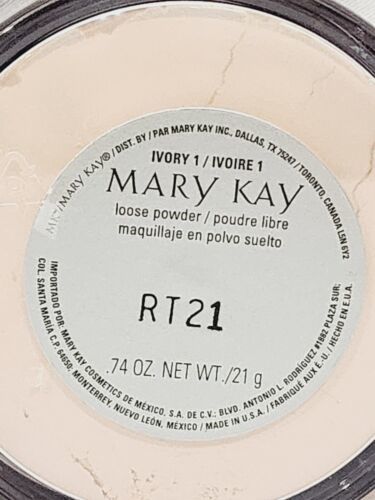 MK®/MARY KAY®/DIST. BY / PAR MARY KAY INC., DALLAS, TX 75247/TORONTO, CANADA L5N 6Y2
IVORY 1 / IVOIRE 1
MARY KAY
loose powder / poudre libre
maquillaje en polvo suelto
RT21
.74 OZ. NET WT./21 g
IMPORTADO POR: MARY KAY COSMETICS DE MÉXICO, S.A. DE C.V.: BLVD. ANTONIO L. RODRÍGUEZ #1882 PLAZA SUR;
COL. SANTA MARÍA C.P. 64650; MONTERREY, NUEVO LEÓN, MÉXICO / MADE IN U.S.A. / FABRIQUÉ AUX É. U. / HECHO EN E.U.A.